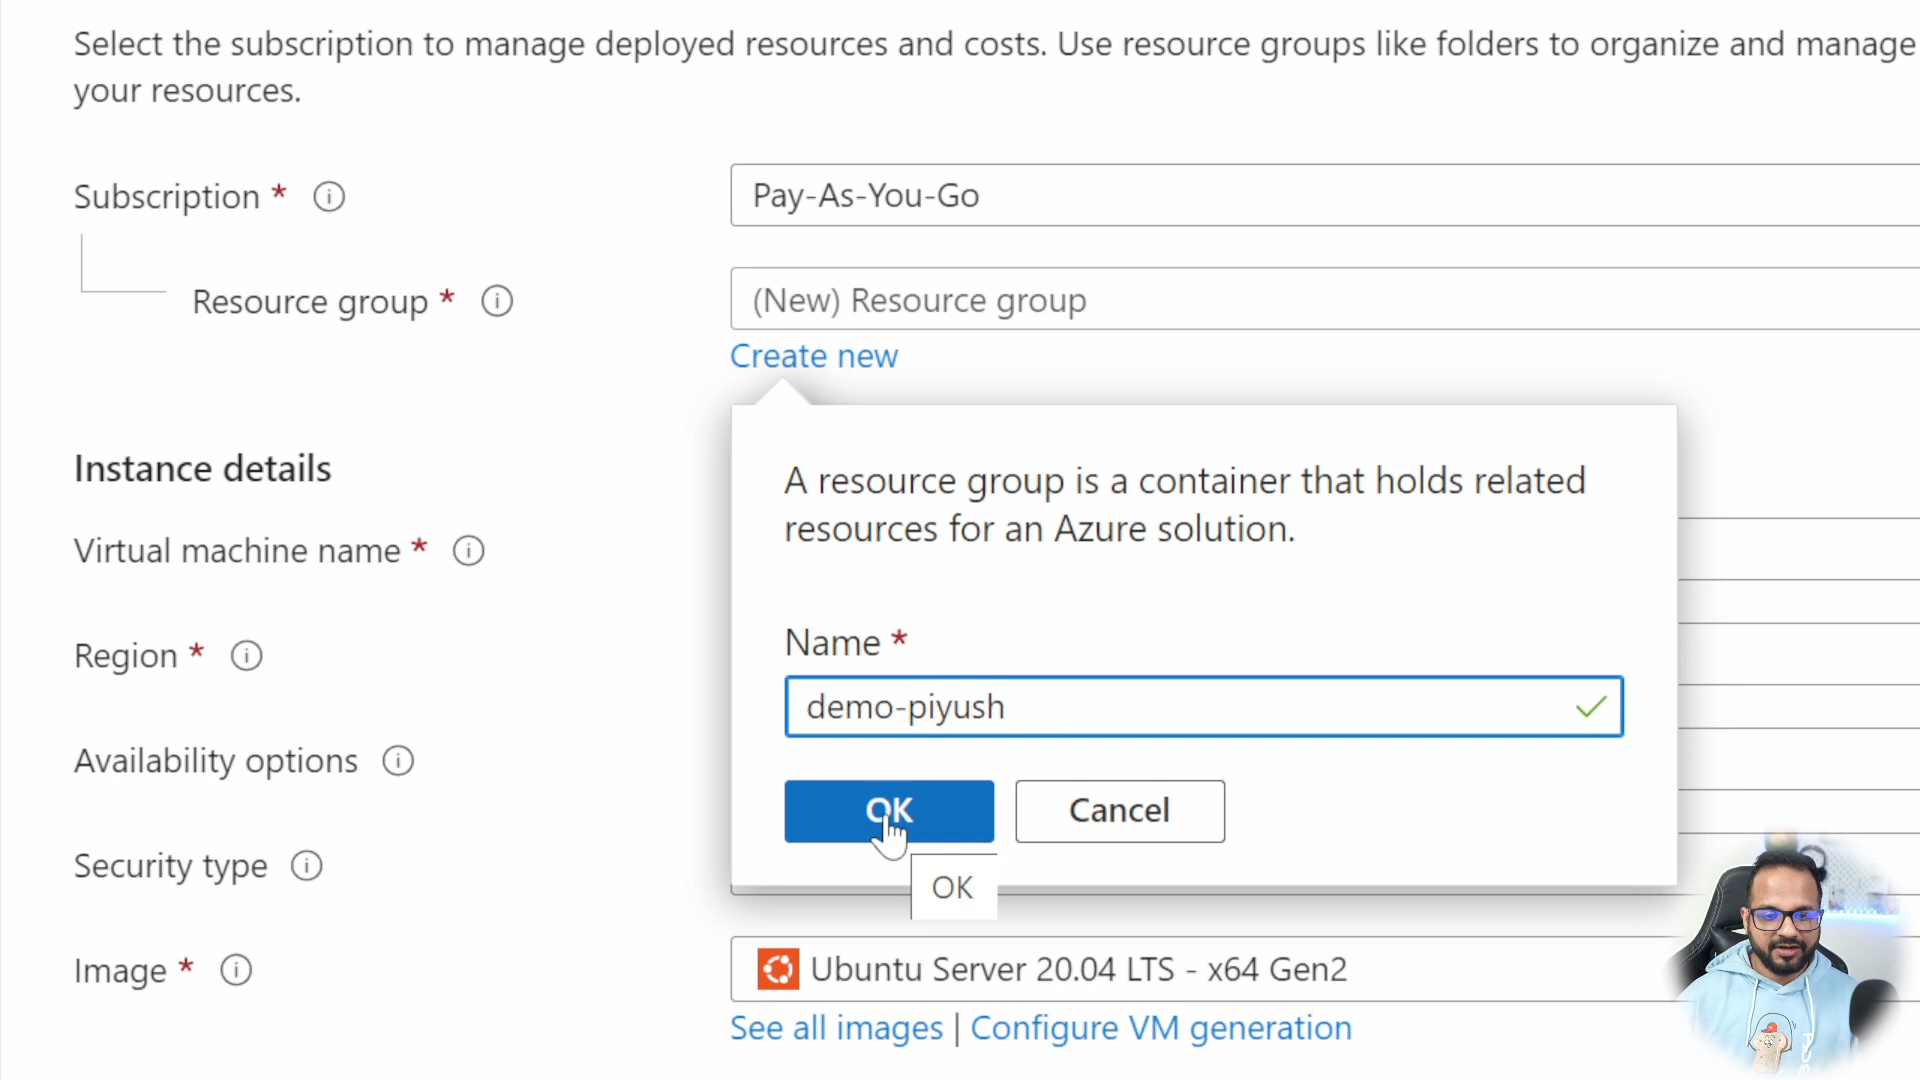 Select the subscription to manage deployed resources and costs. Use resource groups like folders to organize and manage
your resources.
Subscription *
Pay-As-You-Go
Resource group *
(New) Resource group
Create new
A resource group is a container that holds related
resources for an Azure solution.
Instance details
Virtual machine name *
Name *
Region *
demo-piyush
Availability options
OK
Cancel
Security type
OK
Image *
Ubuntu Server 20.04 LTS - x64 Gen2
See all images | Configure VM generation